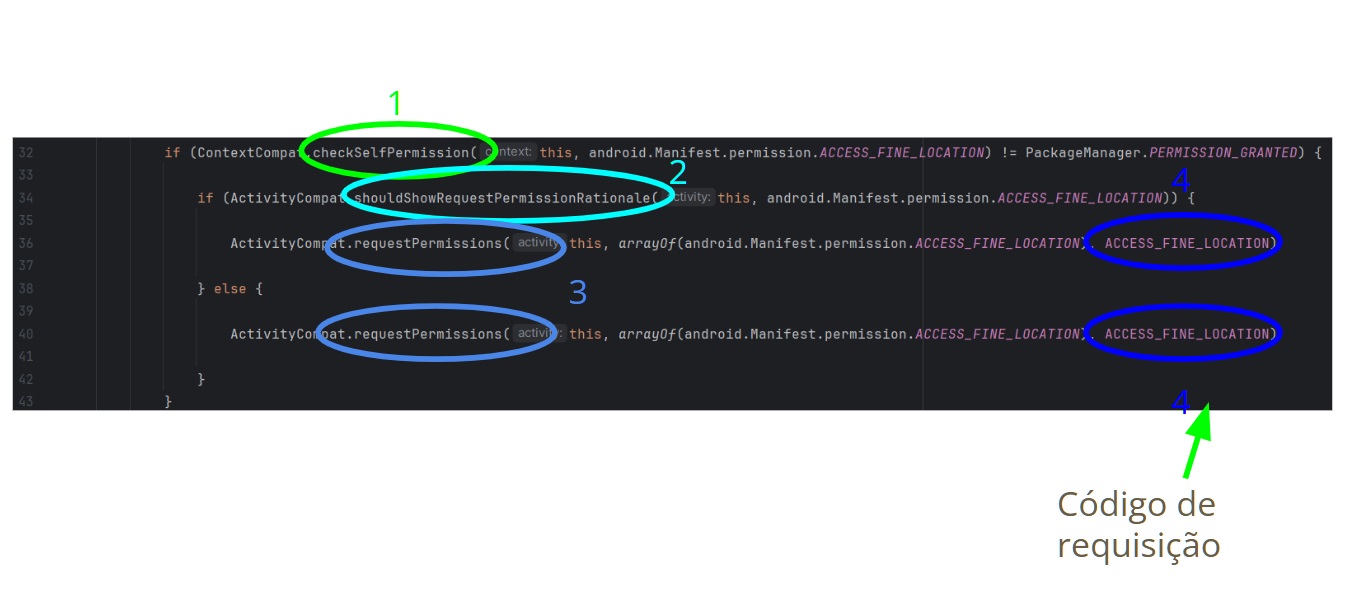 1
32 if (ContextCompat.checkSelfPermission( context: this, android.Manifest.permission.ACCESS_FINE_LOCATION) != PackageManager.PERMISSION_GRANTED) {
33
2
4
34 if (ActivityCompat.shouldShowRequestPermissionRationale( activity: this, android.Manifest.permission.ACCESS_FINE_LOCATION)) {
35
36 ActivityCompat.requestPermissions( activity: this, arrayOf(android.Manifest.permission.ACCESS_FINE_LOCATION), ACCESS_FINE_LOCATION)
37
38 } else {
3
39
40 ActivityCompat.requestPermissions( activity: this, arrayOf(android.Manifest.permission.ACCESS_FINE_LOCATION), ACCESS_FINE_LOCATION)
41
42 }
43 }
4
Código de
requisição